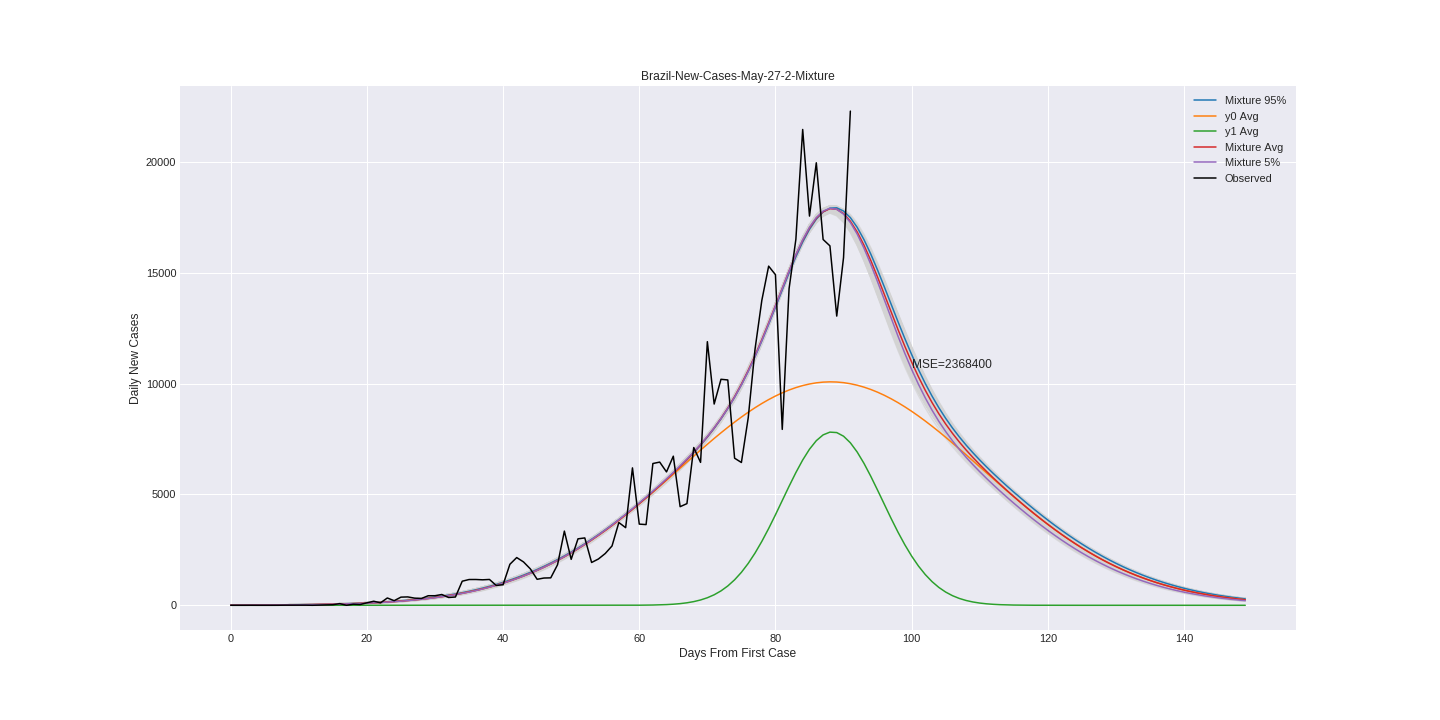 Brazil-New-Cases-May-27-2-Mixture
Mixture 95%
y0 Avg
y1 Avg
Mixture Avg
Mixture 5%
Observed
20000
15000
10000
5000
0
Daily New Cases
MSE=2368400
0 20 40 60 80 100 120 140
Days From First Case